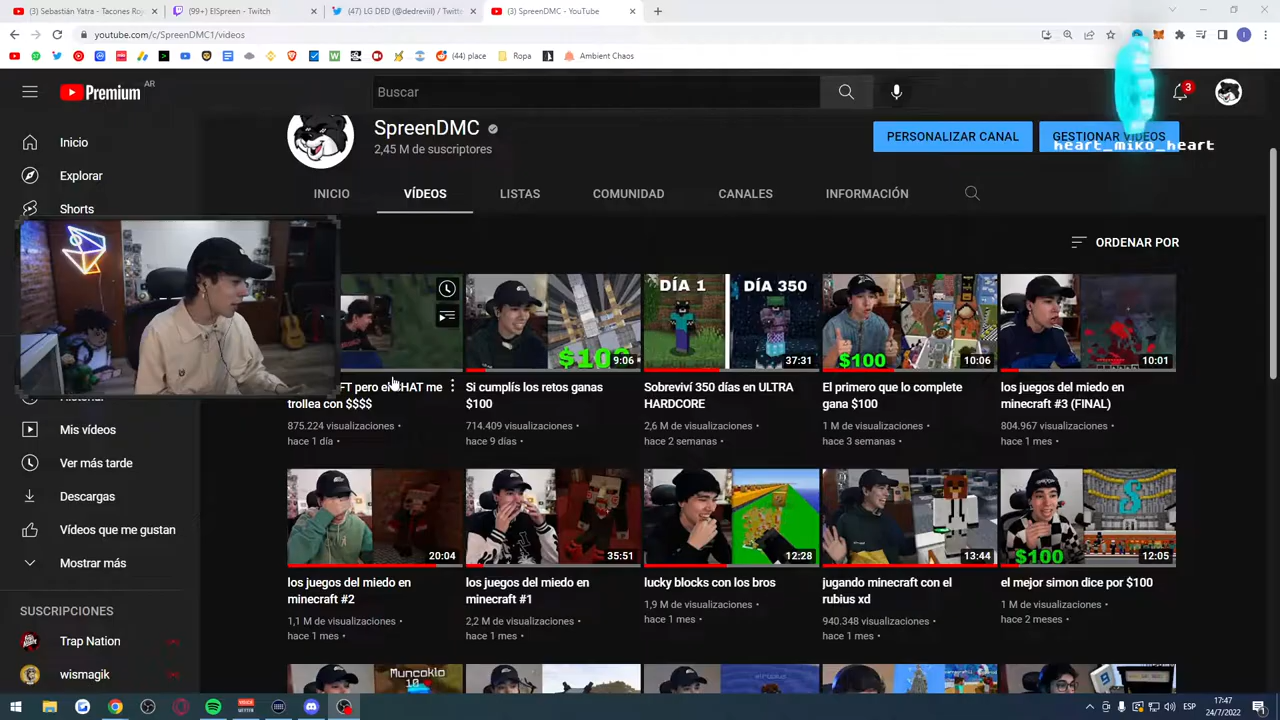 (3) Sebastián Yatra - Tacones Roj
(99+) ElSpreen - Twitch
(47) LG DED (@dedreviil) / Twitte
(3) SpreenDMC - YouTube
youtube.com/c/SpreenDMC1/videos
(44) place
Ropa
Ambient Chaos
Premium
AR
Buscar
3
SpreenDMC
2,45 M de suscriptores
PERSONALIZAR CANAL
GESTIONAR VÍDEOS
heart_miko_heart
INICIO
VÍDEOS
LISTAS
COMUNIDAD
CANALES
INFORMACIÓN
ORDENAR POR
Inicio
Explorar
Shorts
Historial
Mis vídeos
Ver más tarde
Descargas
Vídeos que me gustan
Mostrar más
SUSCRIPCIONES
Trap Nation
wismagik
FT pero el CHAT me
trollea con $$$$
875.224 visualizaciones •
hace 1 día •
$100
9:06
Si cumplís los retos ganas
$100
714.409 visualizaciones •
hace 9 días •
DÍA 1
DÍA 350
37:31
Sobreviví 350 días en ULTRA
HARDCORE
2,6 M de visualizaciones •
hace 2 semanas •
$100
10:06
El primero que lo complete
gana $100
1 M de visualizaciones •
hace 3 semanas •
10:01
los juegos del miedo en
minecraft #3 (FINAL)
804.967 visualizaciones •
hace 1 mes •
20:04
los juegos del miedo en
minecraft #2
1,1 M de visualizaciones •
hace 1 mes •
35:51
los juegos del miedo en
minecraft #1
2,2 M de visualizaciones •
hace 1 mes •
12:28
lucky blocks con los bros
1,9 M de visualizaciones •
hace 1 mes •
13:44
jugando minecraft con el
rubius xd
940.348 visualizaciones •
hace 1 mes •
$100
12:05
el mejor simon dice por $100
1 M de visualizaciones •
hace 2 meses •
Muncoklo
10
9
ESP
17:47
24/7/2022